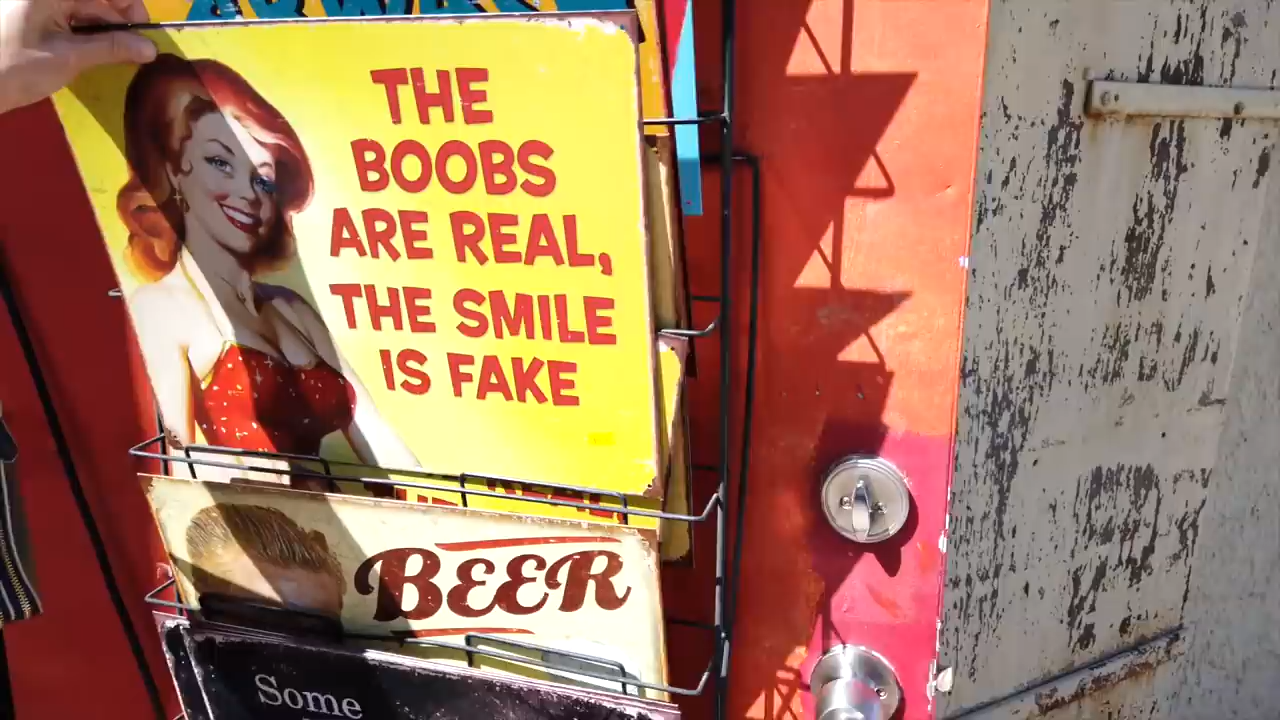 THE
BOOBS
ARE REAL,
THE SMILE
IS FAKE
BEER
Some